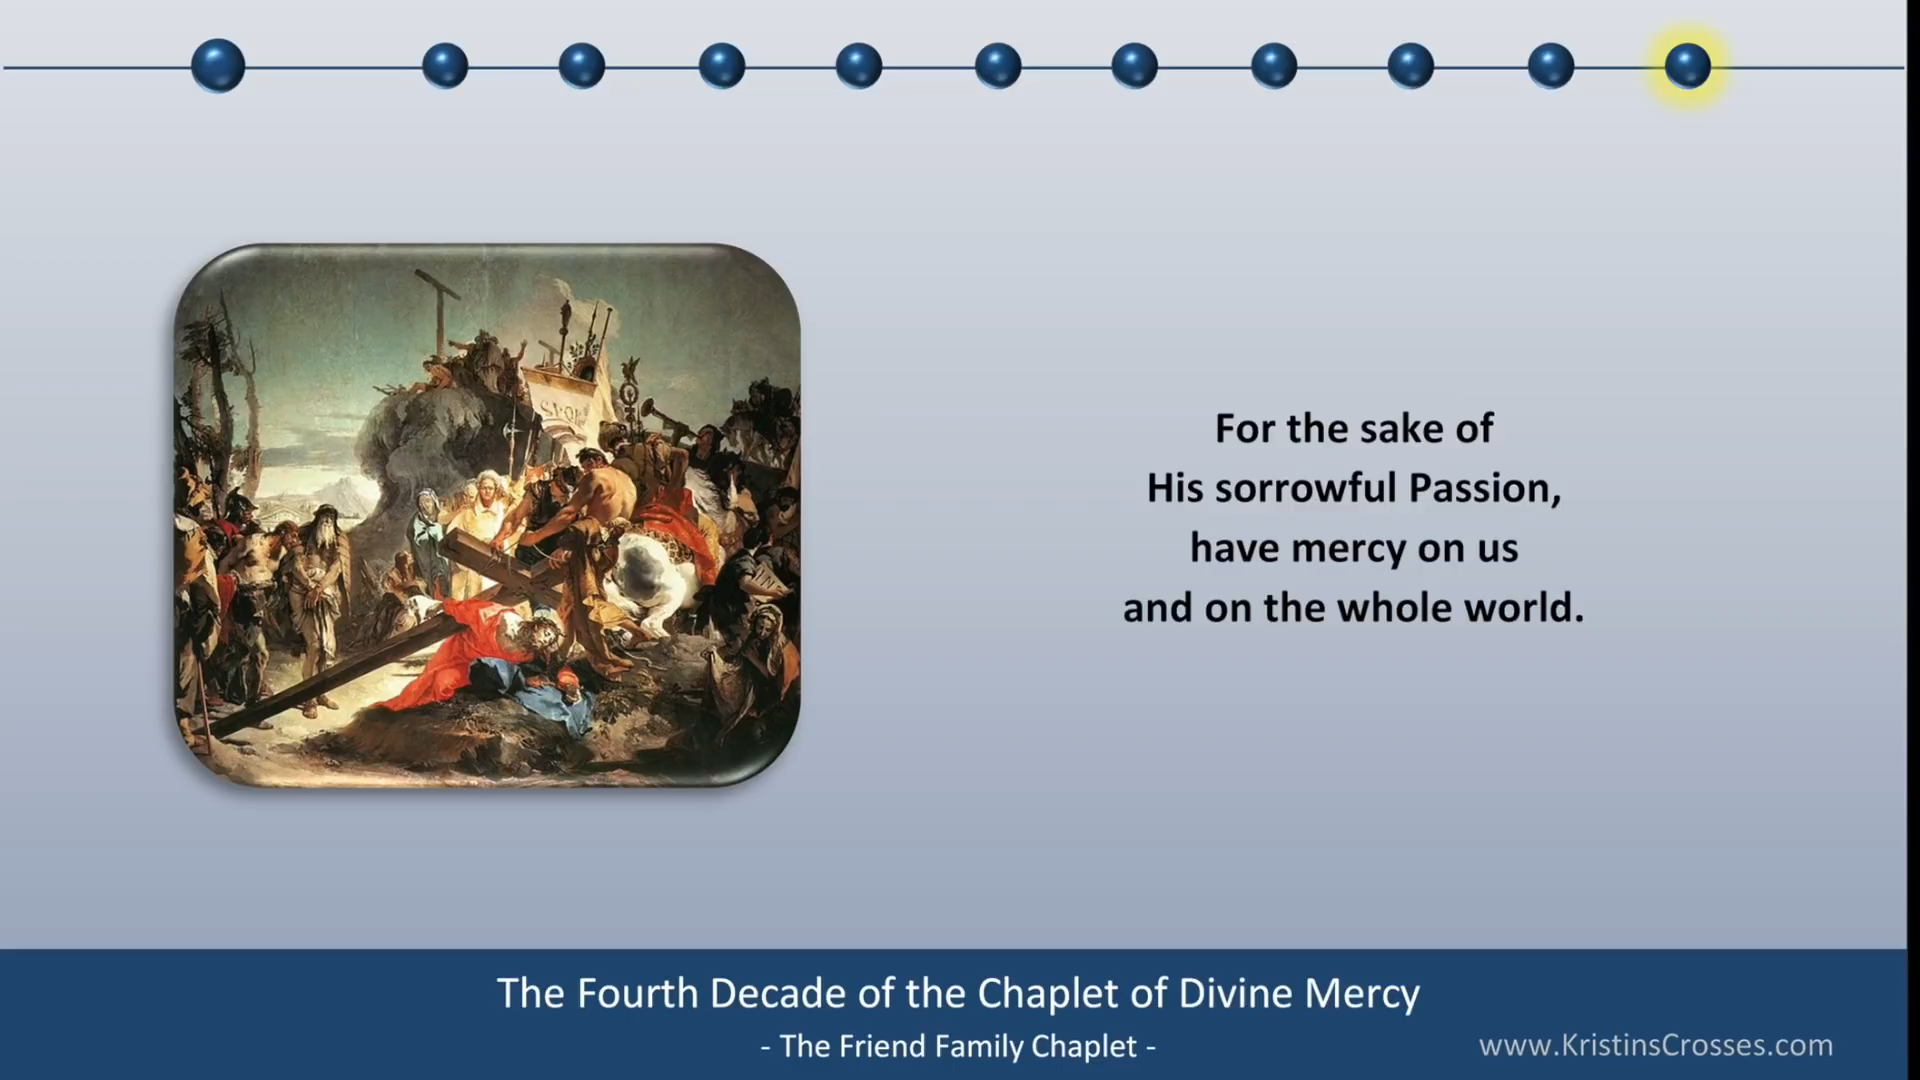 SPQR
For the sake of
His sorrowful Passion,
have mercy on us
and on the whole world.
The Fourth Decade of the Chaplet of Divine Mercy
- The Friend Family Chaplet -
www.KristinsCrosses.com